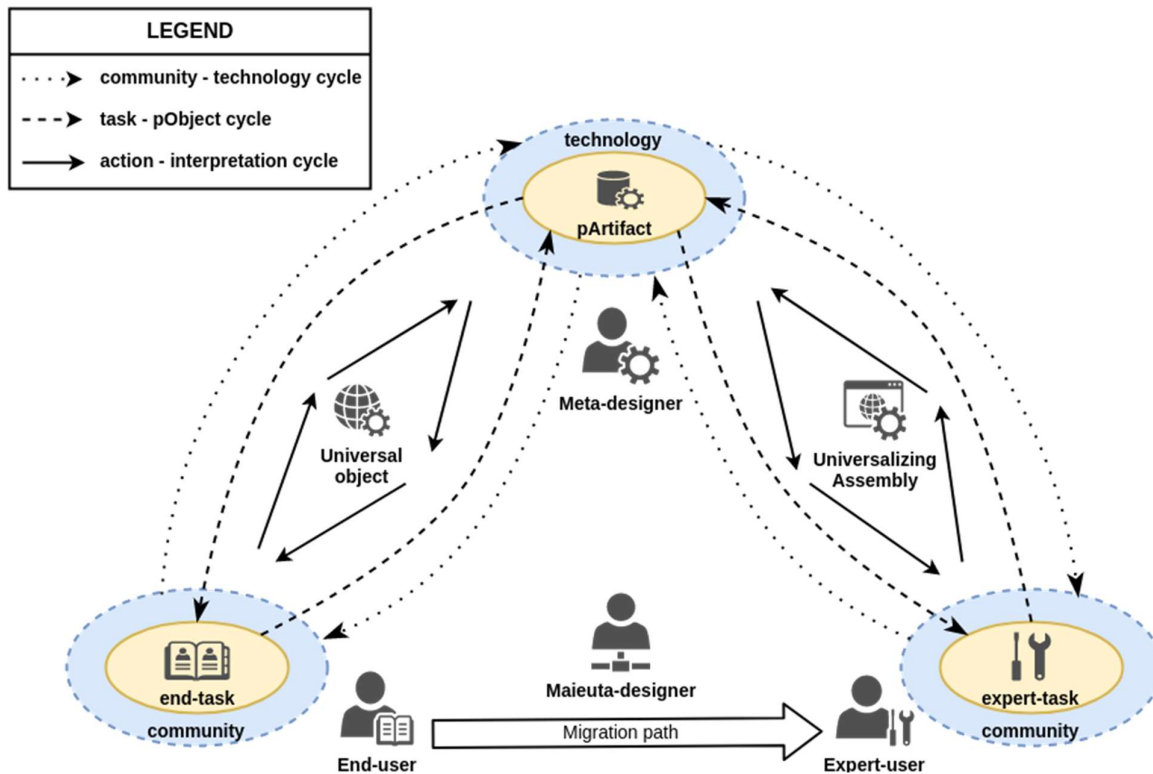 LEGEND
community - technology cycle
task - pObject cycle
action - interpretation cycle
technology
pArtifact
Meta-designer
Universal
object
Universalizing
Assembly
end-task
community
Maieuta-designer
expert-task
community
Migration path
End-user
Expert-user